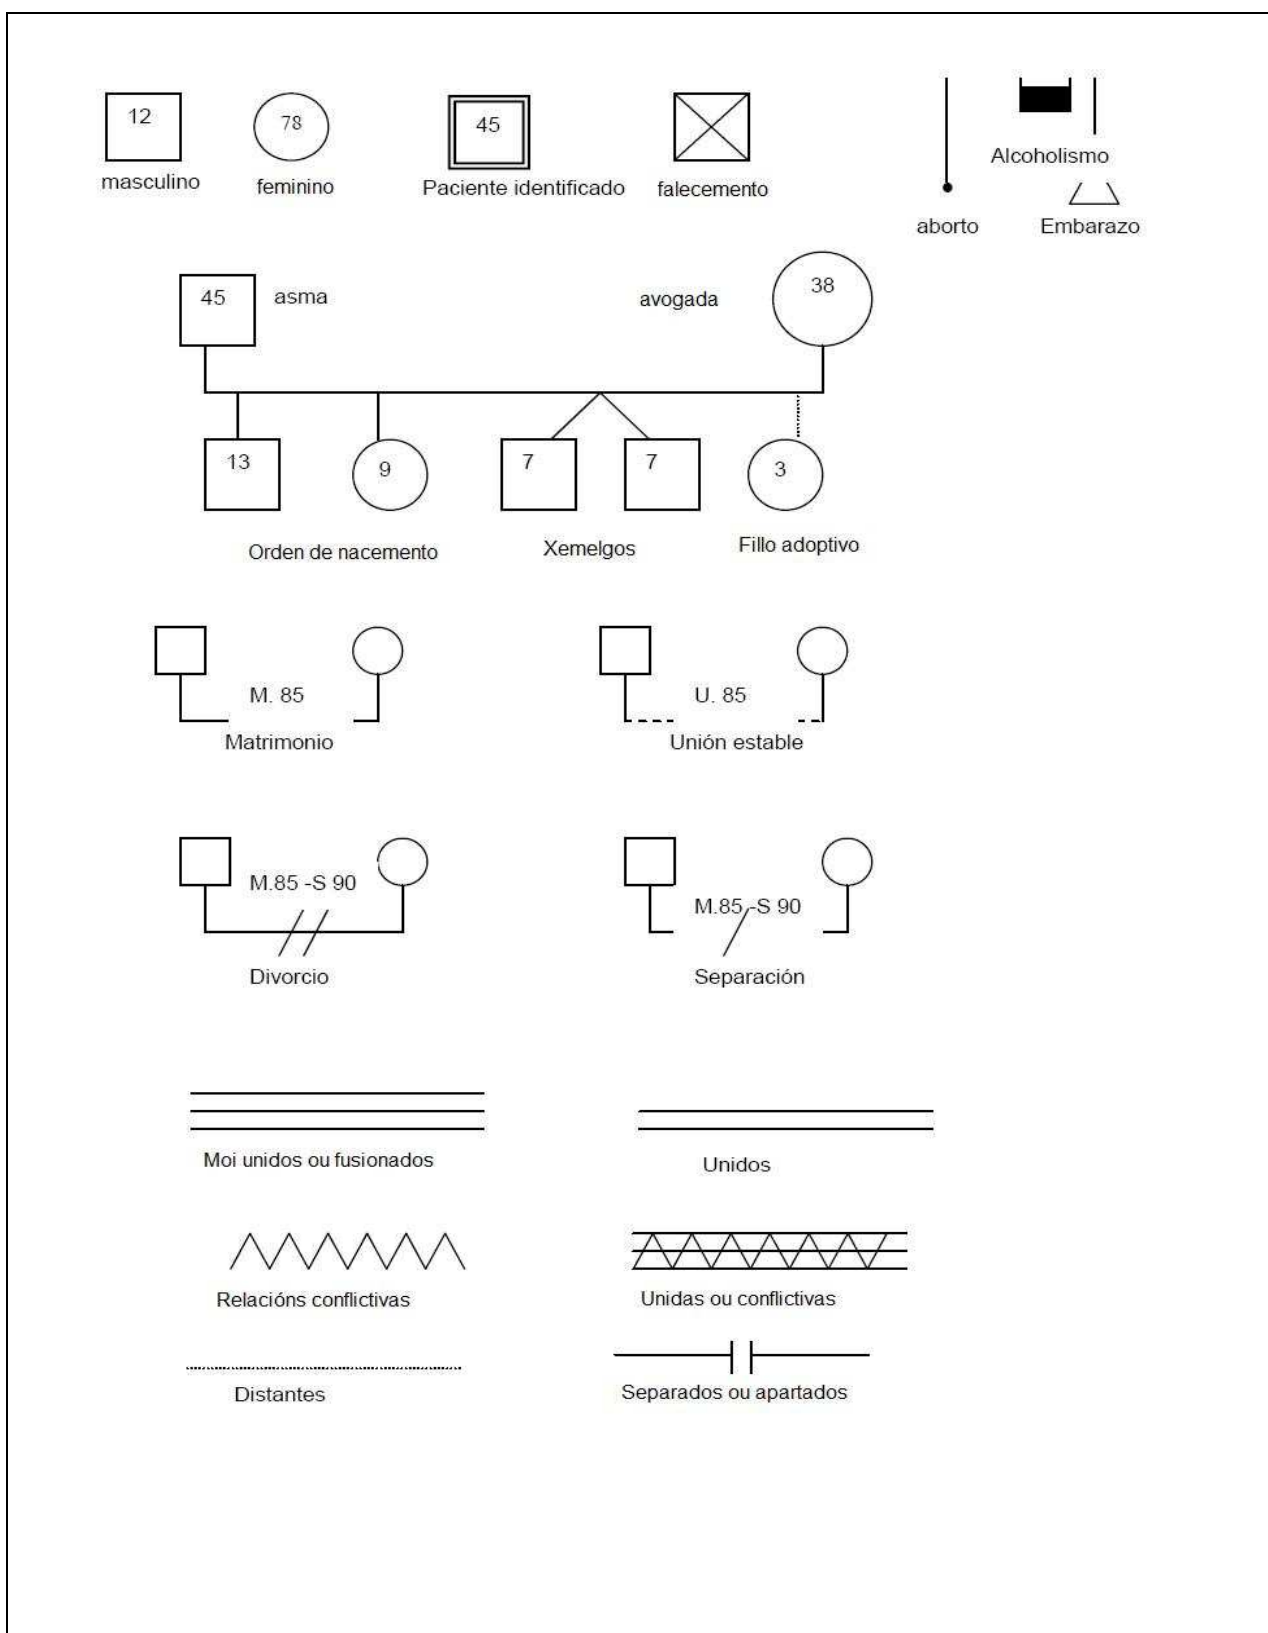 12 78 45
masculino feminino Paciente identificado falecemento Alcoholismo
aborto Embarazo
45 asma avogada 38
13 9 7 7 3
Orden de nacemento Xemelgos Fillo adoptivo
M. 85 U. 85
Matrimonio Unión estable
M.85 -S 90 M.85 -S 90
Divorcio Separación
Moi unidos ou fusionados Unidos
Relacións conflictivas Unidas ou conflictivas
Distantes Separados ou apartados